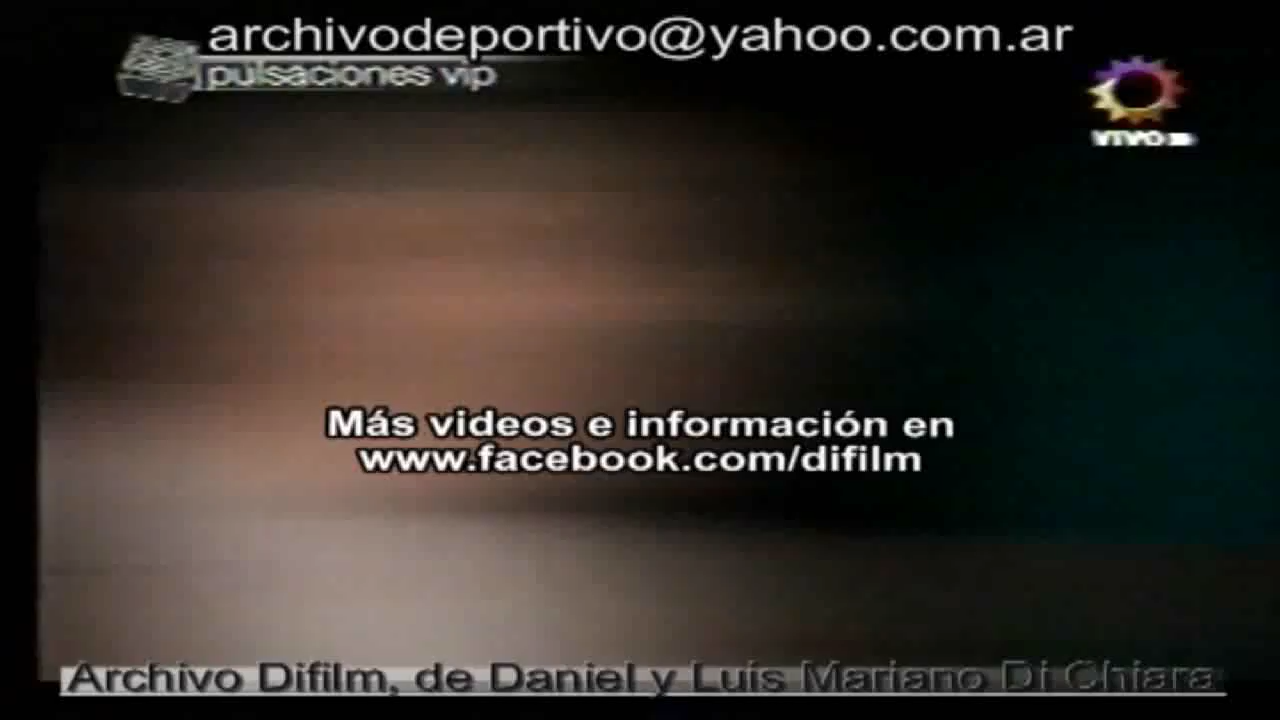 archivodeportivo@yahoo.com.ar
pulsaciones vip
VIVO
Más videos e información en
www.facebook.com/difilm
Archivo Difilm, de Daniel y Luis Mariano Di Chiara